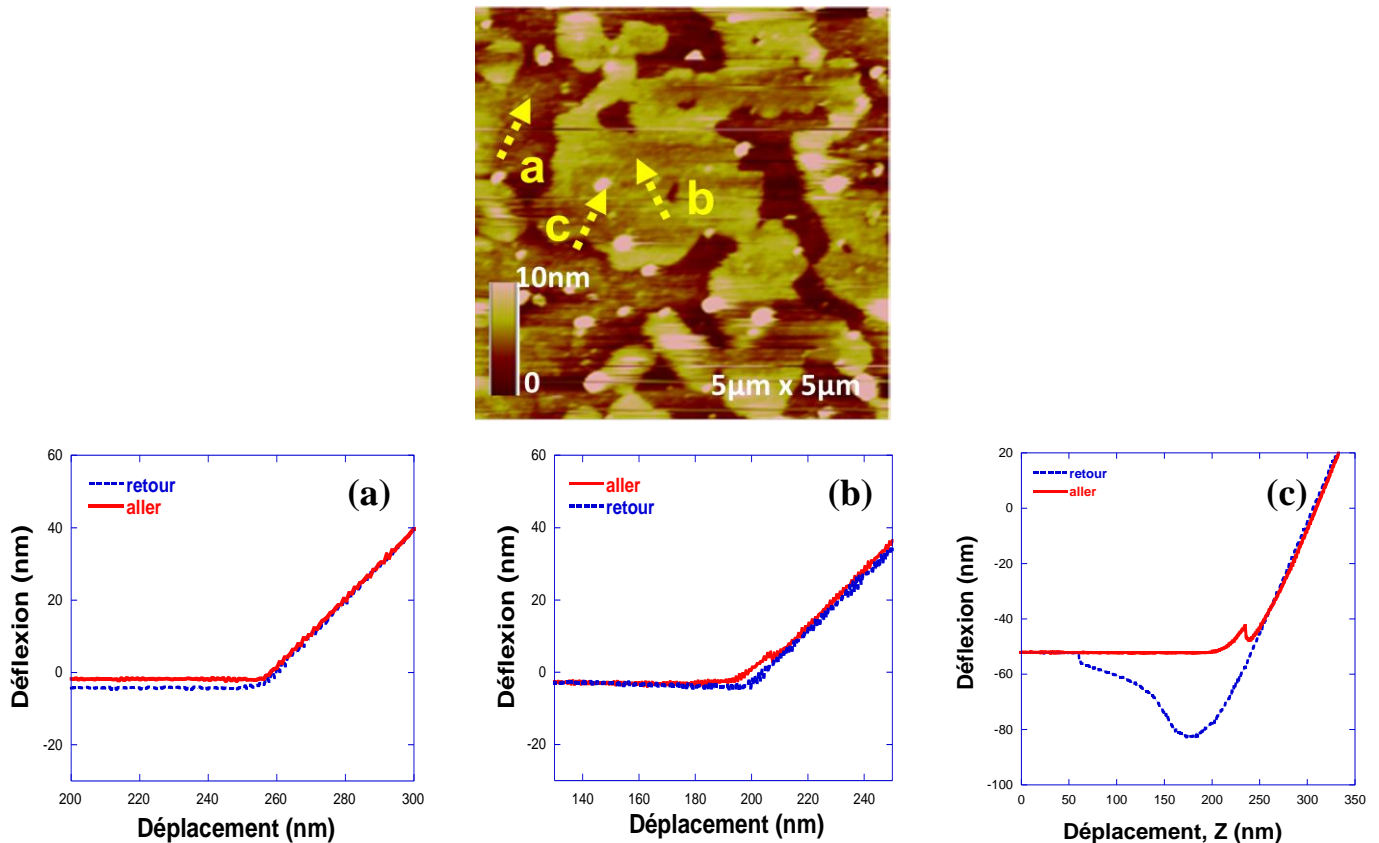 a
b
c
10nm
0
5µm x 5µm
60
40
20
0
-20
200
220
240
260
280
300
retour
aller
(a)
Déflexion (nm)
Déplacement (nm)
60
40
20
0
-20
140
160
180
200
220
240
aller
retour
(b)
Déflexion (nm)
Déplacement (nm)
20
0
-20
-40
-60
-80
-100
0
50
100
150
200
250
300
350
retour
aller
(c)
Déflexion (nm)
Déplacement, Z (nm)